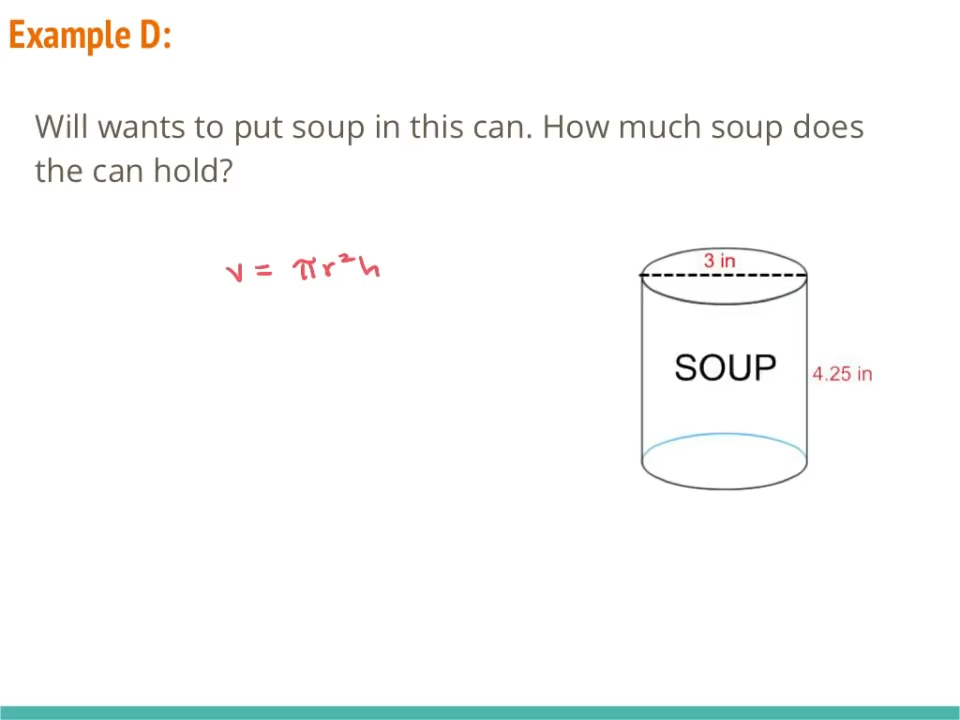 Example D:
Will wants to put soup in this can. How much soup does
the can hold?
v = πr²h
3 in
SOUP
4.25 in